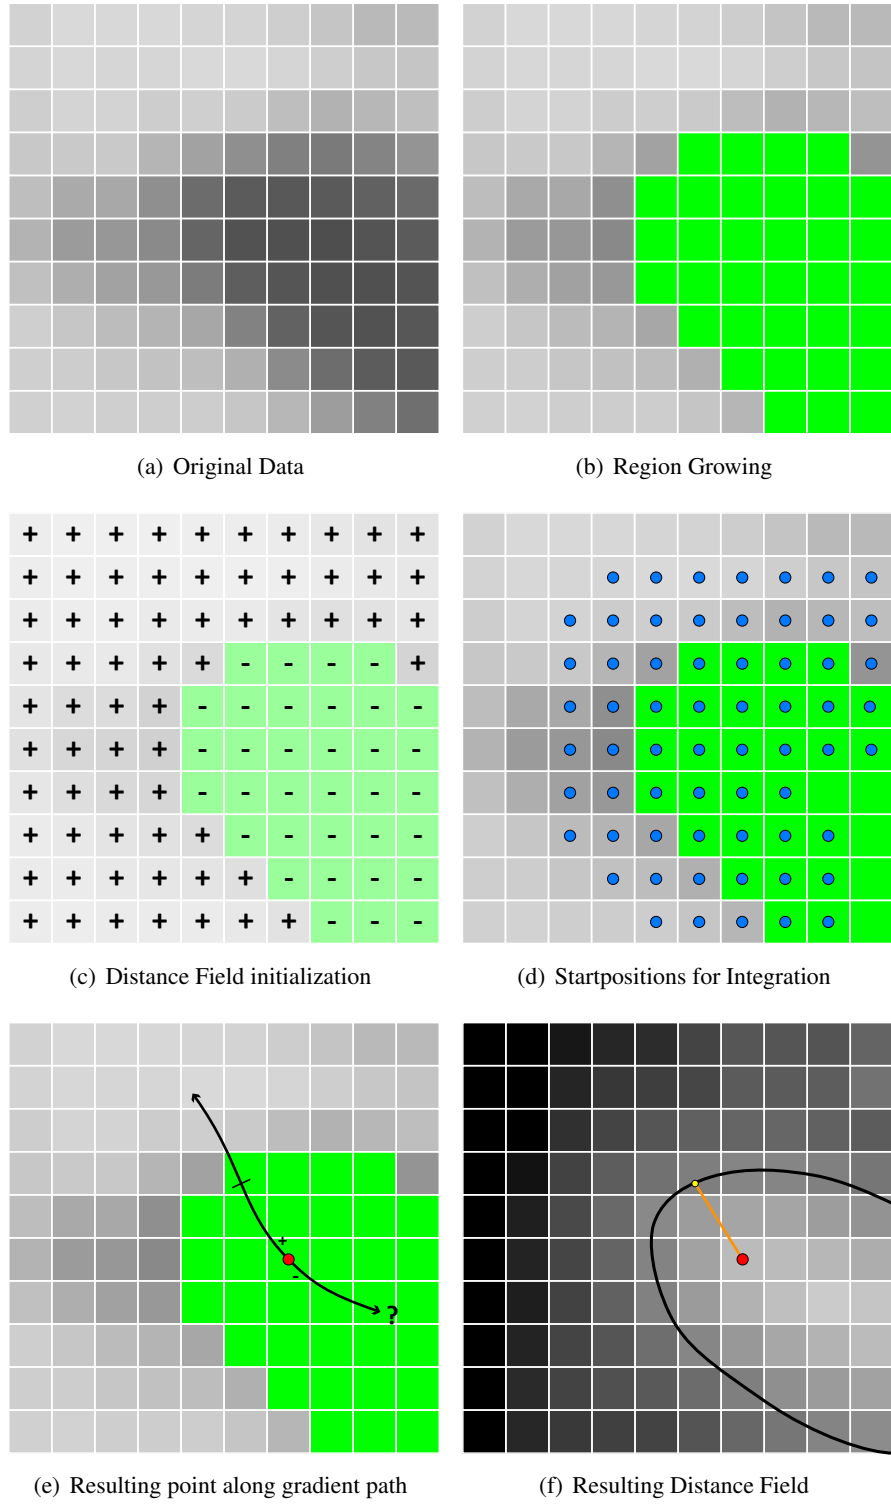 (a) Original Data
(b) Region Growing
+ + + + + + + + + +
+ + + + + + + + + +
+ + + + + + + + + +
+ + + + + - - - - +
+ + + + - - - - - -
+ + + + - - - - - -
+ + + + - - - - - -
+ + + + + - - - - -
+ + + + + + - - - -
+ + + + + + + - - -
(c) Distance Field initialization
(d) Startpositions for Integration
+
-
?
(e) Resulting point along gradient path
(f) Resulting Distance Field